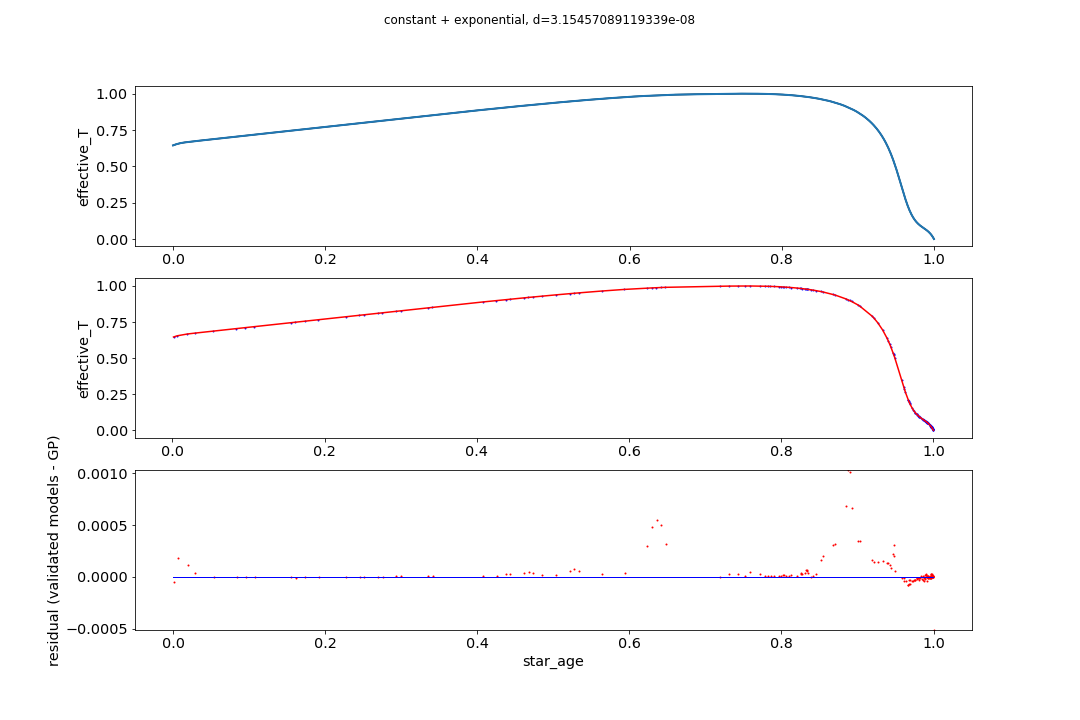 constant + exponential, d=3.15457089119339e-08
effective_T
1.00
0.75
0.50
0.25
0.00
0.0 0.2 0.4 0.6 0.8 1.0
effective_T
1.00
0.75
0.50
0.25
0.00
0.0 0.2 0.4 0.6 0.8 1.0
residual (validated models - GP)
0.0010
0.0005
0.0000
−0.0005
0.0 0.2 0.4 0.6 0.8 1.0
star_age